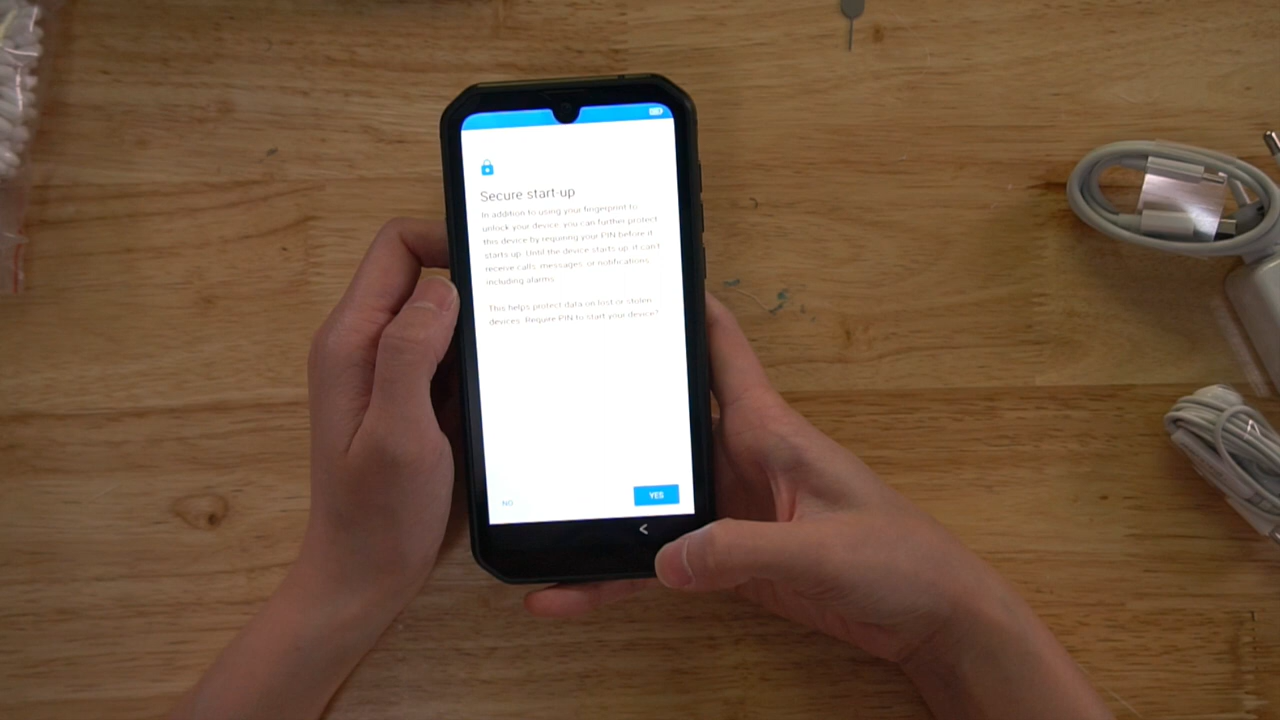 Secure start-up
In addition to using your fingerprint to
unlock your device, you can further protect
this device by requiring your PIN before it
starts up. Until the device starts up, it can't
receive calls, messages, or notifications,
including alarms.
This helps protect data on lost or stolen
devices. Require PIN to start your device?
NO
YES